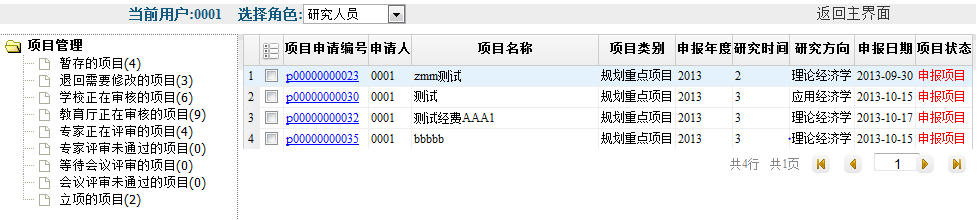 当前用户:0001 选择角色: 研究人员 返回主界面
项目管理
暂存的项目(4)
退回需要修改的项目(3)
学校正在审核的项目(6)
教育厅正在审核的项目(9)
专家正在评审的项目(4)
专家评审未通过的项目(0)
等待会议评审的项目(0)
会议评审未通过的项目(0)
立项的项目(2)
项目申请编号 申请人 项目名称 项目类别 申报年度 研究时间 研究方向 申报日期 项目状态
1 p00000000023 0001 zmm测试 规划重点项目 2013 2 理论经济学 2013-09-30 申报项目
2 p00000000030 0001 测试 规划重点项目 2013 3 应用经济学 2013-10-15 申报项目
3 p00000000032 0001 测试经费AAA1 规划重点项目 2013 3 理论经济学 2013-10-17 申报项目
4 p00000000035 0001 bbbbb 规划重点项目 2013 3 理论经济学 2013-10-15 申报项目
共4行 共1页 1